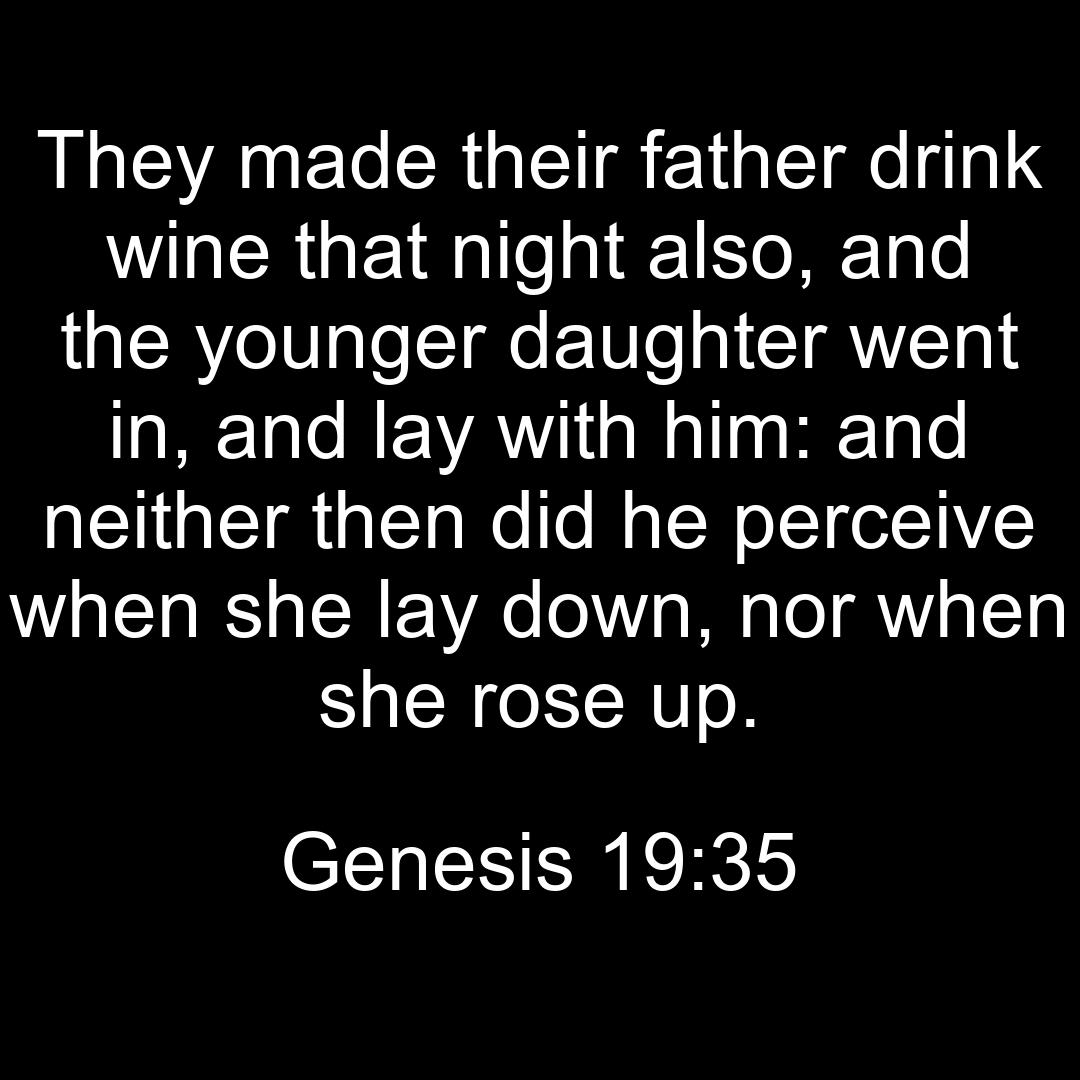 They made their father drink
wine that night also, and
the younger daughter went
in, and lay with him: and
neither then did he perceive
when she lay down, nor when
she rose up.
Genesis 19:35